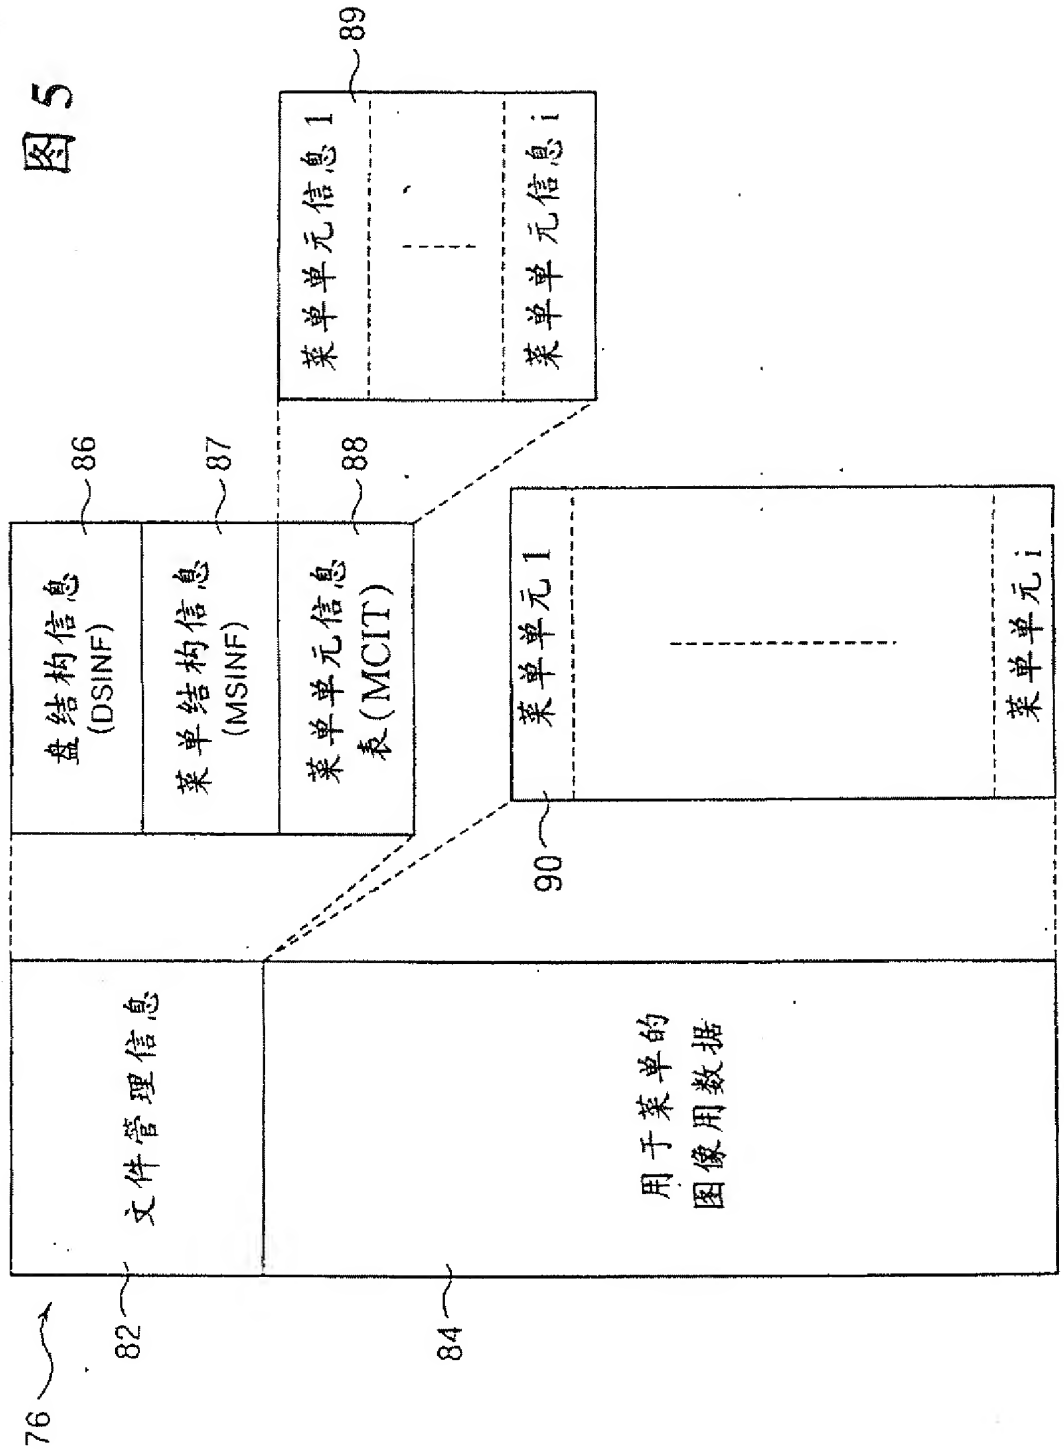 图 5
76
82
文件管理信息
84
用于菜单的
图像用数据
盘结构信息
(DSINF)
86
菜单结构信息
(MSINF)
87
菜单单元信息
表(MCIT)
88
菜单单元信息 1
89
菜单单元信息 i
90
菜单单元 1
菜单单元 i